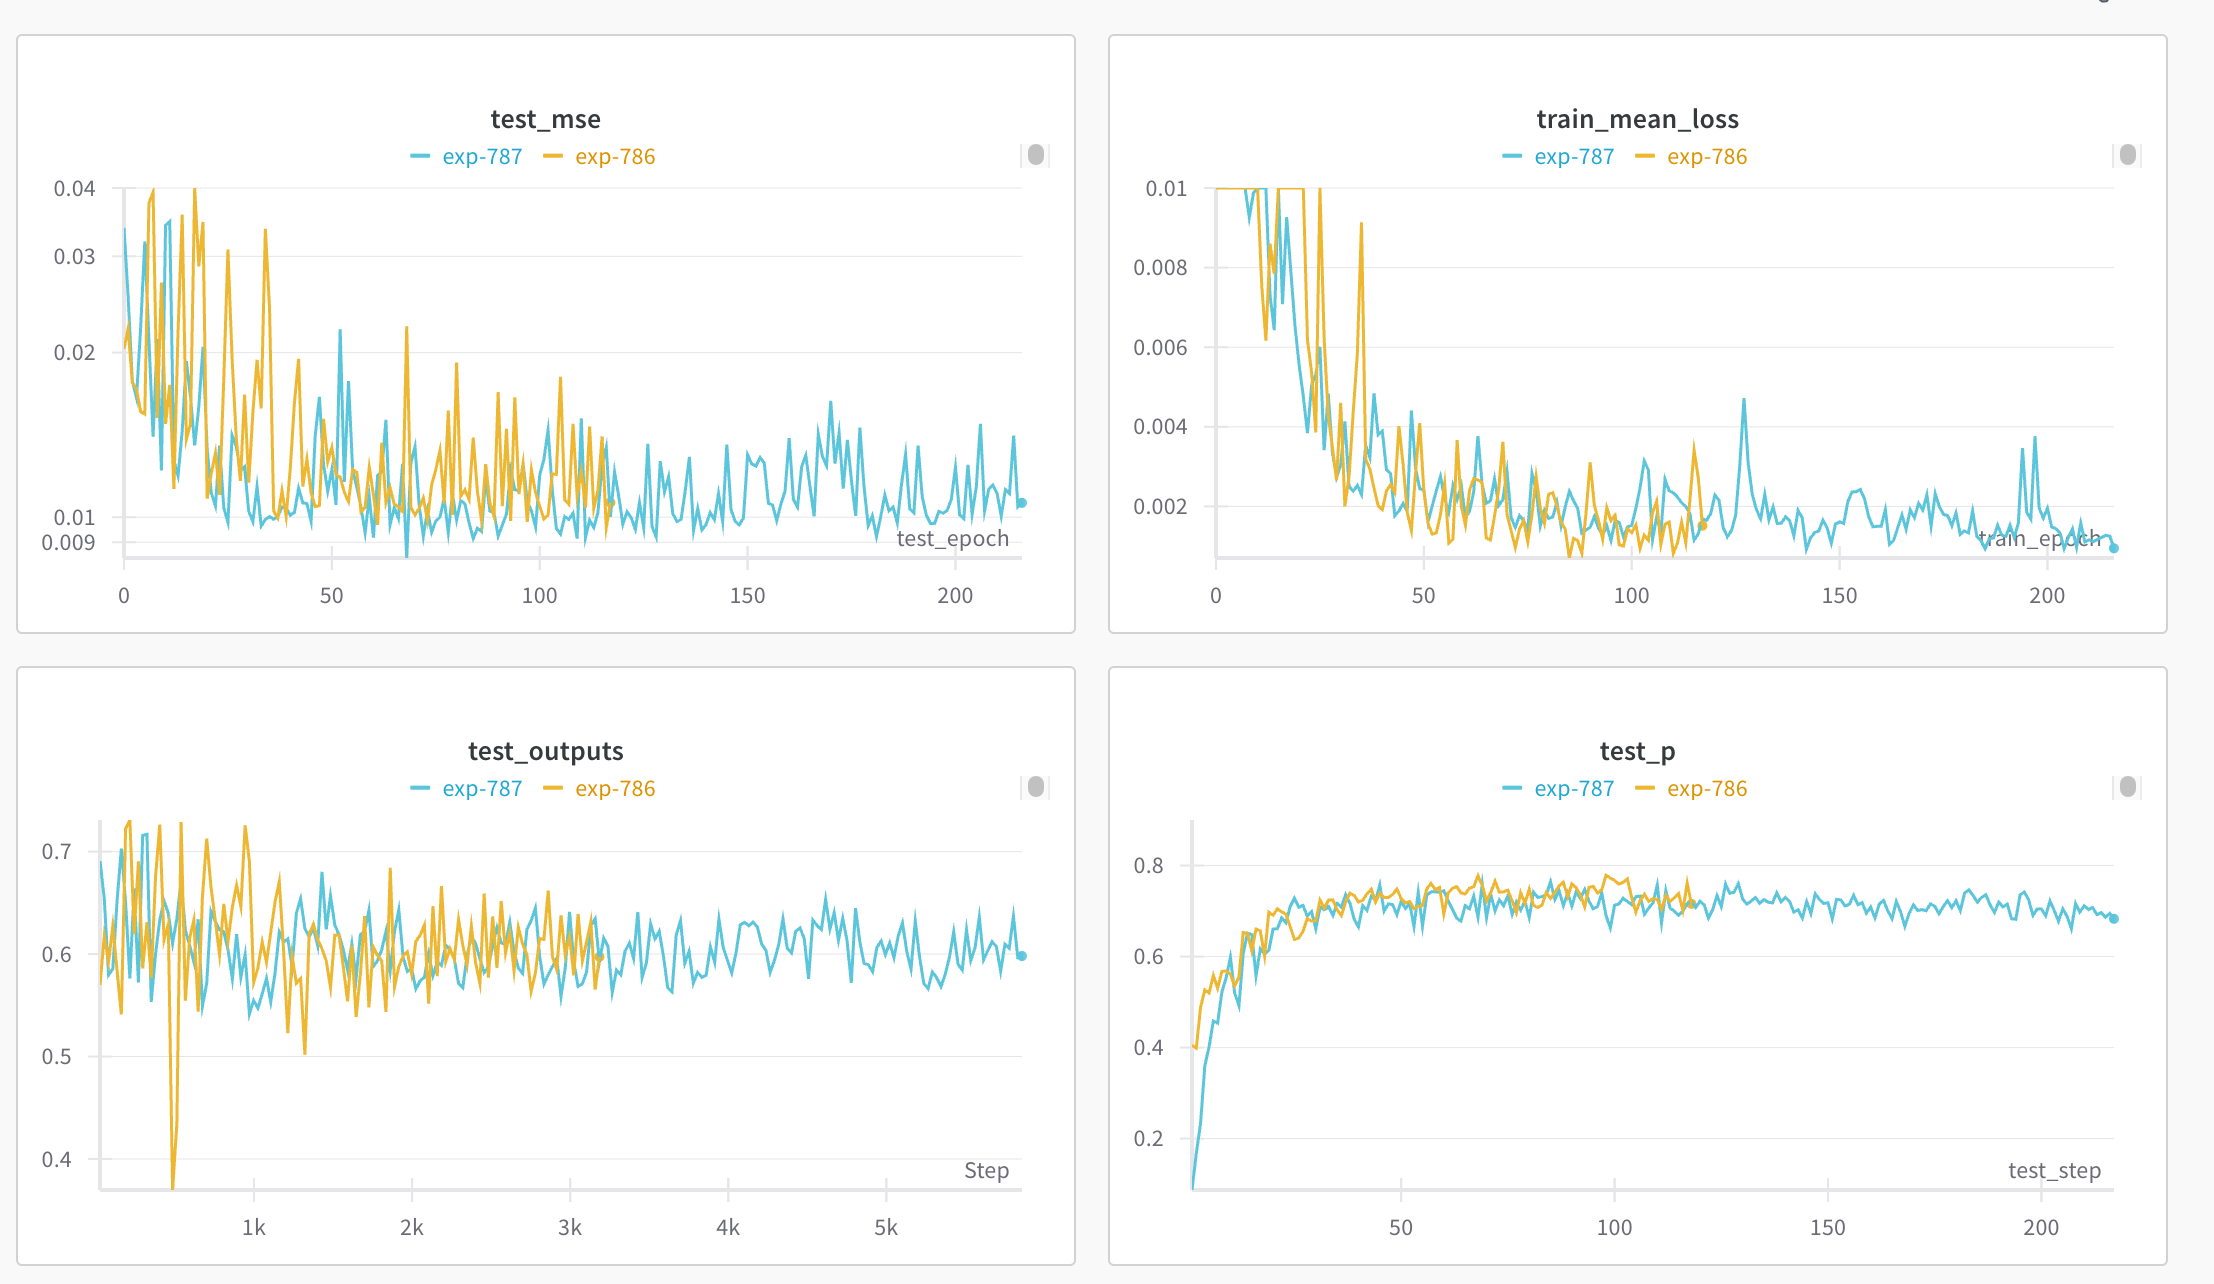 test_mse
exp-787 exp-786
0.04
0.03
0.02
0.01
0.009
test_epoch
0 50 100 150 200
train_mean_loss
exp-787 exp-786
0.01
0.008
0.006
0.004
0.002
train_epoch
0 50 100 150 200
test_outputs
exp-787 exp-786
0.7
0.6
0.5
0.4
Step
1k 2k 3k 4k 5k
test_p
exp-787 exp-786
0.8
0.6
0.4
0.2
test_step
50 100 150 200